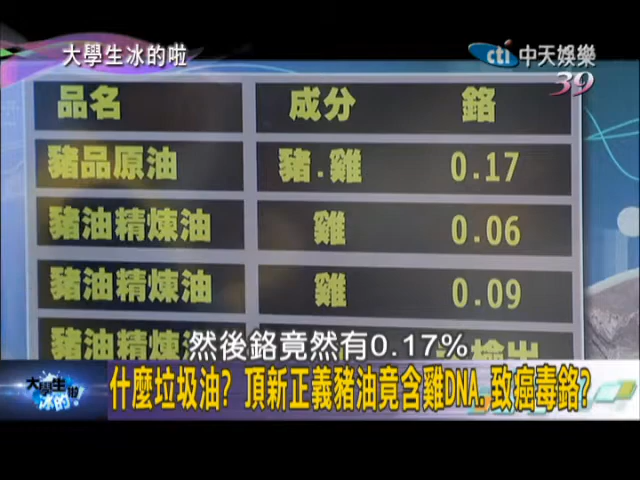 大學生冰的啦
cti 中天娛樂
39
品名 成分 鉻
豬品原油 豬.雞 0.17
豬油精煉油 雞 0.06
豬油精煉油 雞 0.09
豬油精煉油 檢出
然後鉻竟然有0.17%
大學生冰的啦
什麼垃圾油? 頂新正義豬油竟含雞DNA.致癌毒鉻?